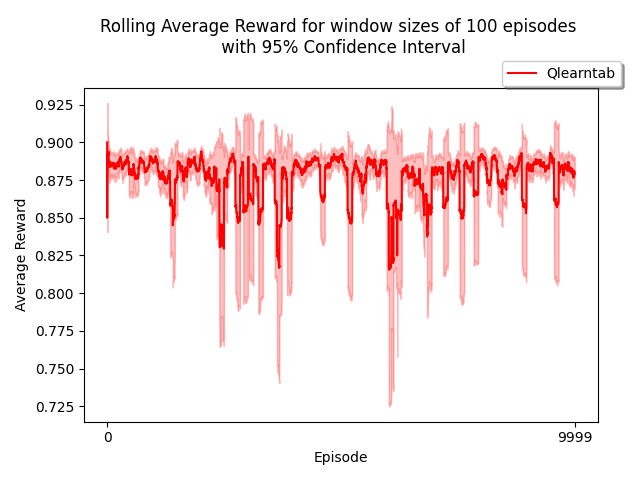 Rolling Average Reward for window sizes of 100 episodes
with 95% Confidence Interval
Qlearntab
0.925
0.900
0.875
0.850
0.825
0.800
0.775
0.750
0.725
Average Reward
0
9999
Episode